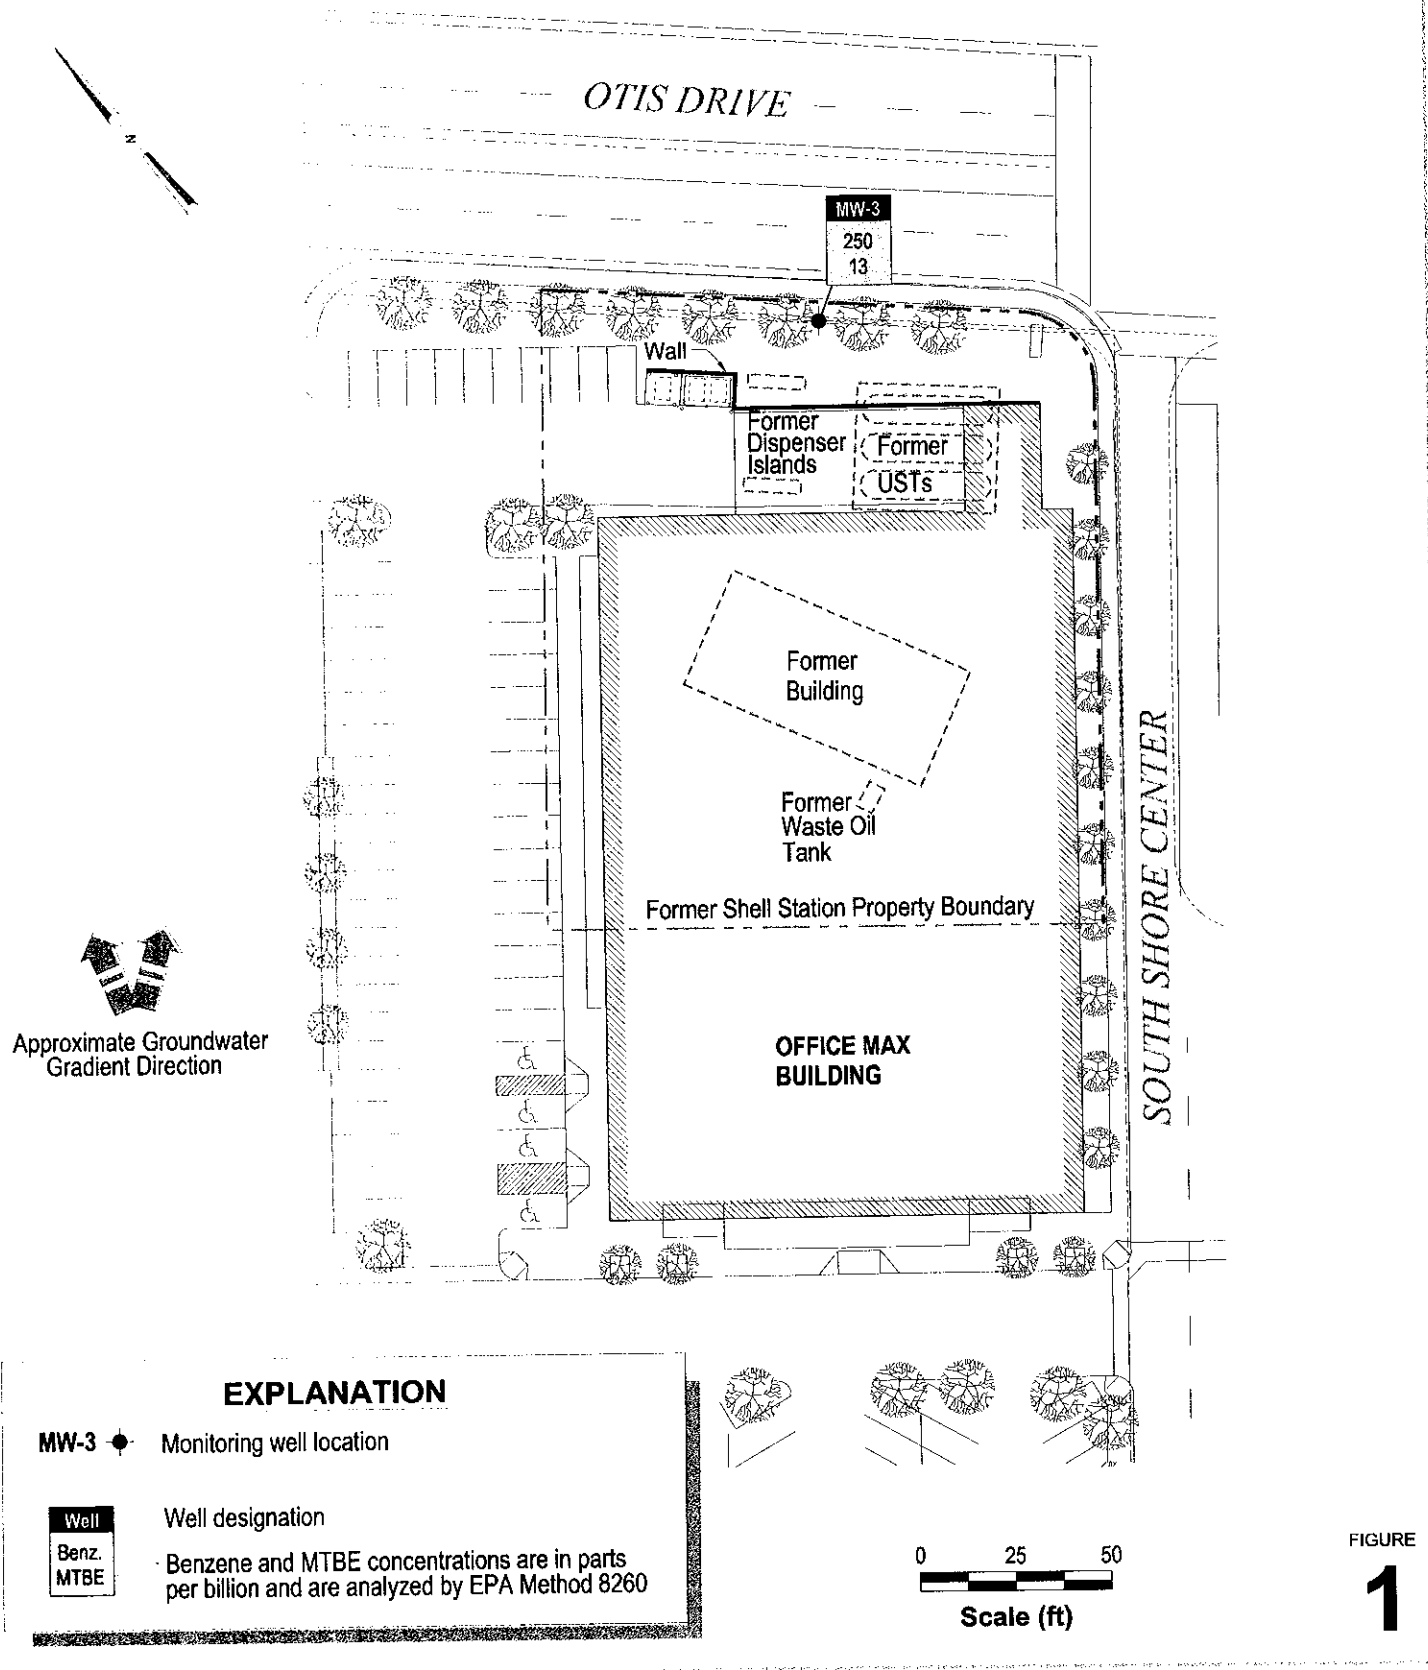 OTIS DRIVE
N
MW-3
250
13
Wall
Former
Dispenser
Islands
Former
USTs
Former
Building
Former
Waste Oil
Tank
Former Shell Station Property Boundary
SOUTH SHORE CENTER
Approximate Groundwater
Gradient Direction
OFFICE MAX
BUILDING
EXPLANATION
MW-3 Monitoring well location
Well
Well designation
Benz.
MTBE
Benzene and MTBE concentrations are in parts
per billion and are analyzed by EPA Method 8260
0 25 50
Scale (ft)
FIGURE
1